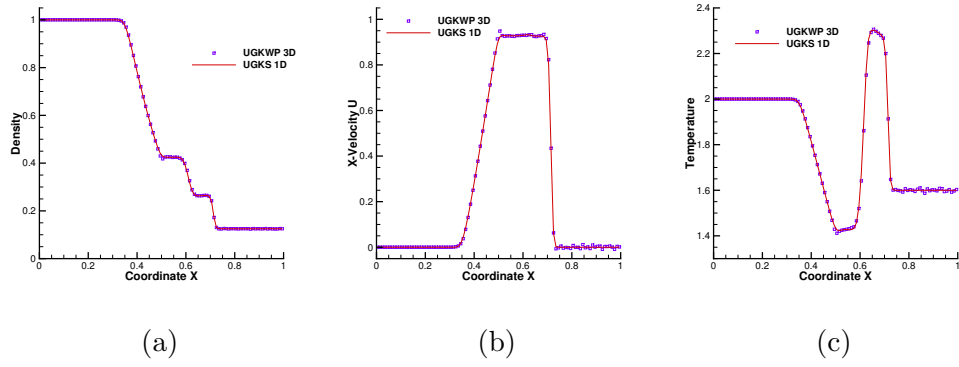 1
0.8
0.6
0.4
0.2
0
Density
UGKWP 3D
UGKS 1D
0 0.2 0.4 0.6 0.8 1
Coordinate X
(a)
0.8
0.6
0.4
0.2
0
X-Velocity U
UGKWP 3D
UGKS 1D
0 0.2 0.4 0.6 0.8 1
Coordinate X
(b)
2.4
2.2
2
1.8
1.6
1.4
Temperature
UGKWP 3D
UGKS 1D
0 0.2 0.4 0.6 0.8 1
Coordinate X
(c)